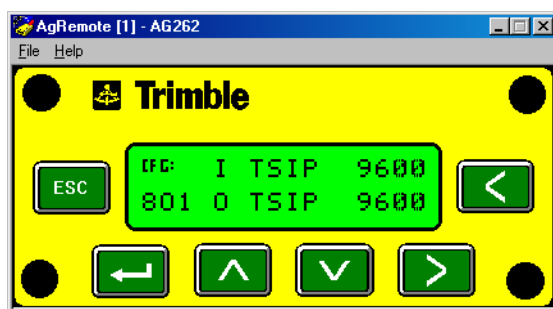 AgRemote [1] - AG262
File Help
Trimble
CFG: I TSIP 9600
801 O TSIP 9600
ESC